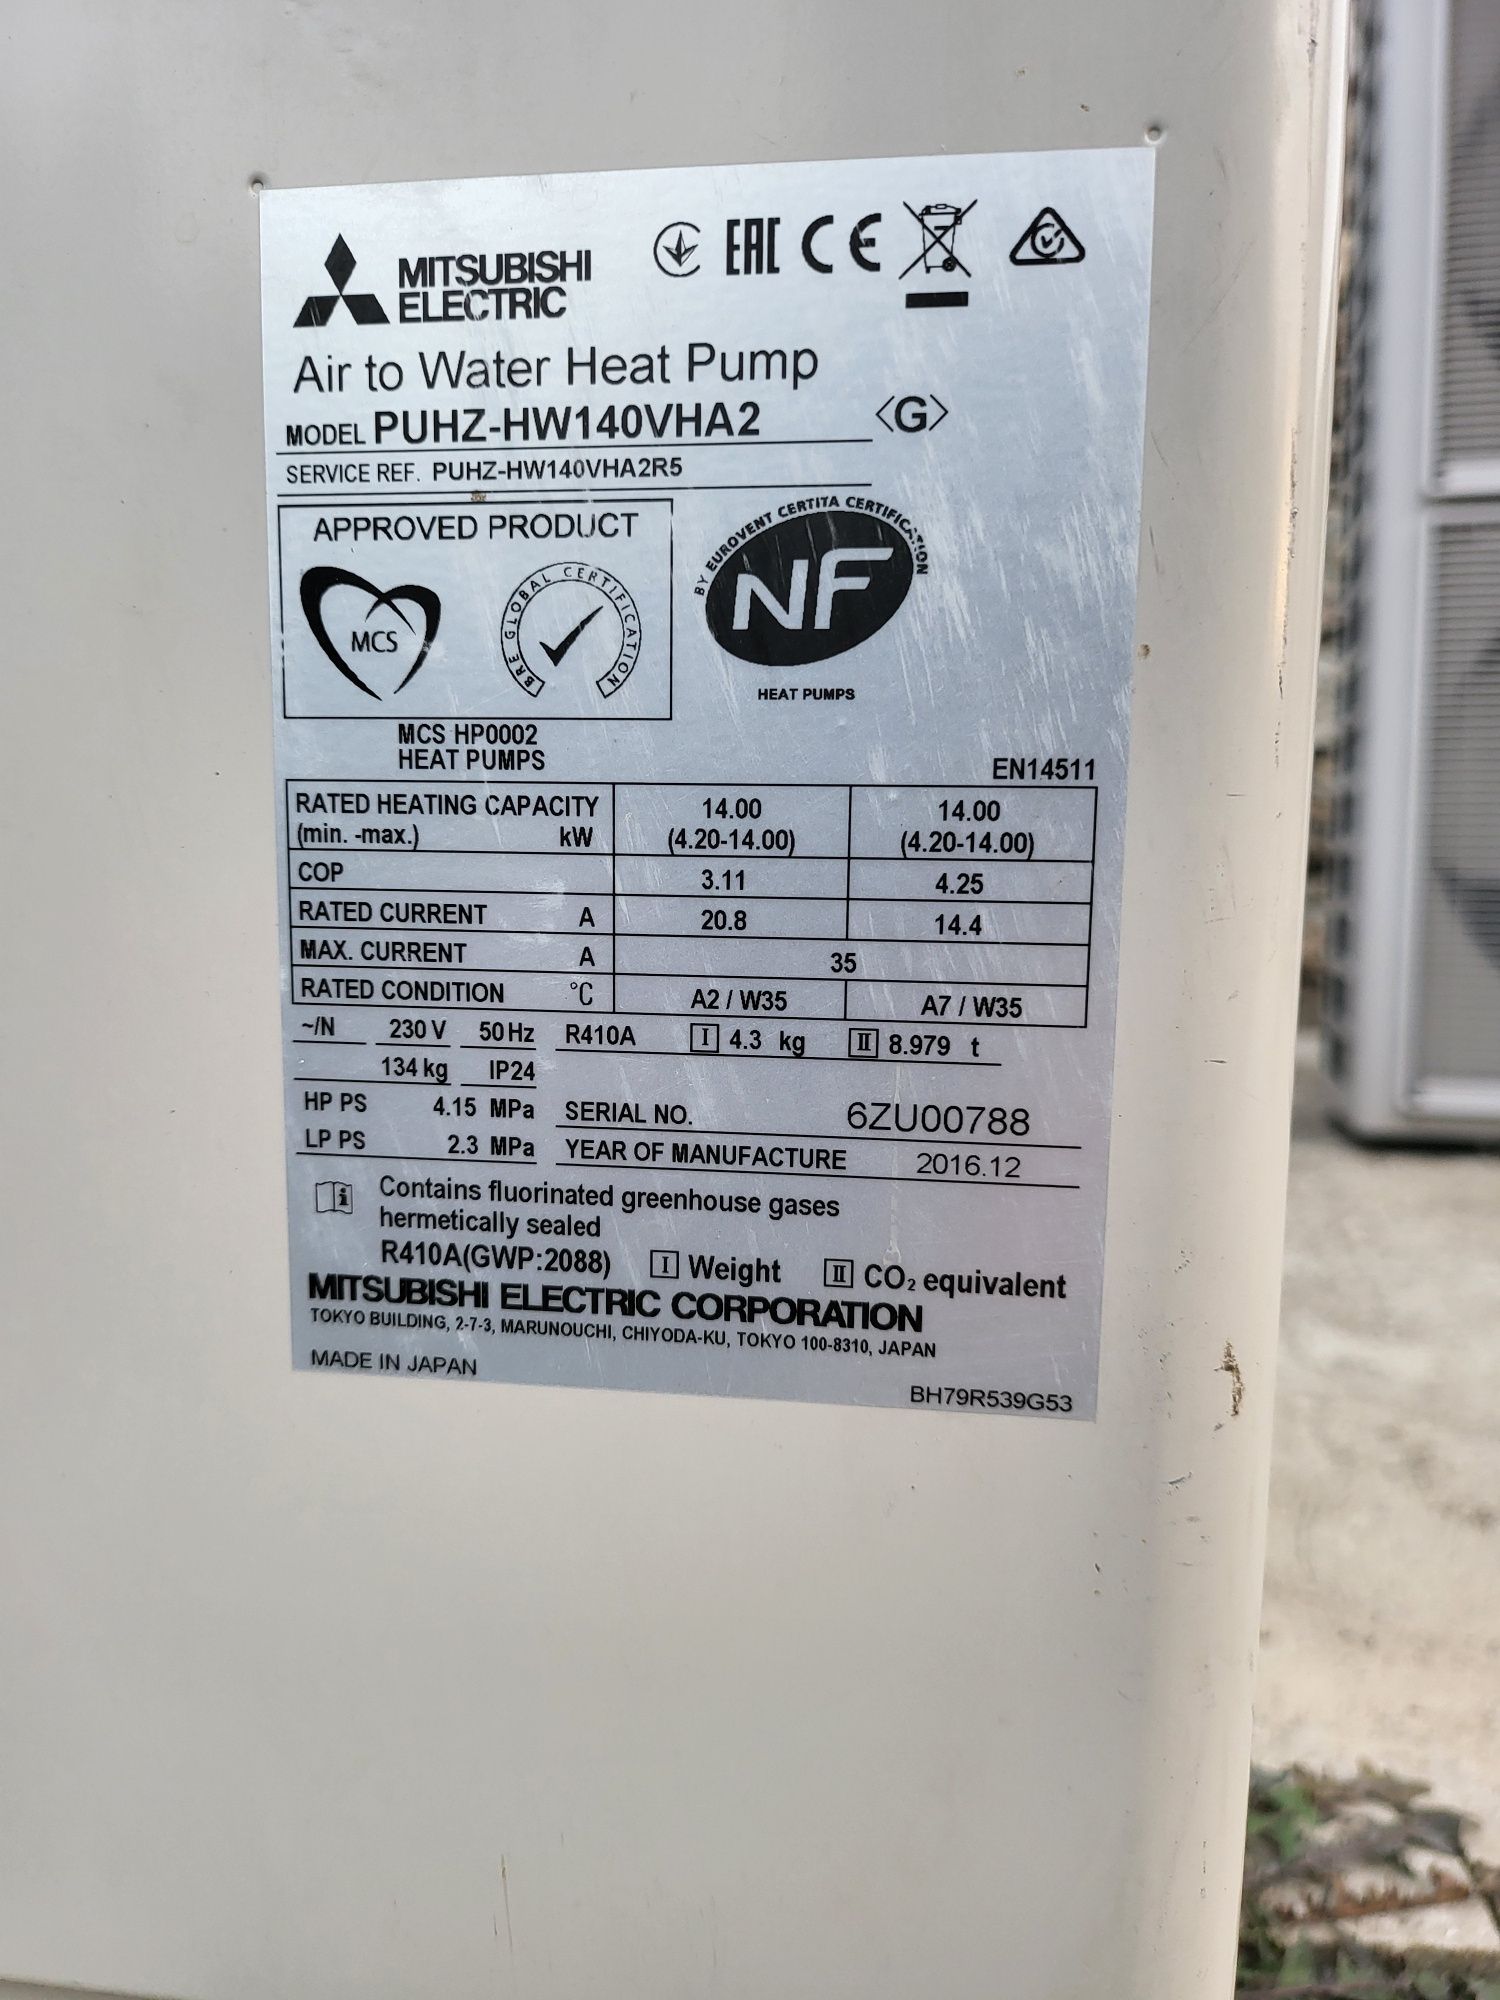 MITSUBISHI
ELECTRIC
EAC CE
Air to Water Heat Pump
MODEL PUHZ-HW140VHA2 〈G〉
SERVICE REF. PUHZ-HW140VHA2R5
APPROVED PRODUCT
MCS
BRE GLOBAL CERTIFICATION
BY EUROVENT CERTITA CERTIFICATION
NF
HEAT PUMPS
MCS HP0002
HEAT PUMPS
EN14511
RATED HEATING CAPACITY 14.00 14.00
(min. -max.) kW (4.20-14.00) (4.20-14.00)
COP 3.11 4.25
RATED CURRENT A 20.8 14.4
MAX. CURRENT A 35
RATED CONDITION °C A2 / W35 A7 / W35
~/N 230 V 50 Hz R410A I 4.3 kg II 8.979 t
134 kg IP24
HP PS 4.15 MPa SERIAL NO. 6ZU00788
LP PS 2.3 MPa YEAR OF MANUFACTURE 2016.12
Contains fluorinated greenhouse gases
hermetically sealed
R410A(GWP:2088) I Weight II CO₂ equivalent
MITSUBISHI ELECTRIC CORPORATION
TOKYO BUILDING, 2-7-3, MARUNOUCHI, CHIYODA-KU, TOKYO 100-8310, JAPAN
MADE IN JAPAN
BH79R539G53